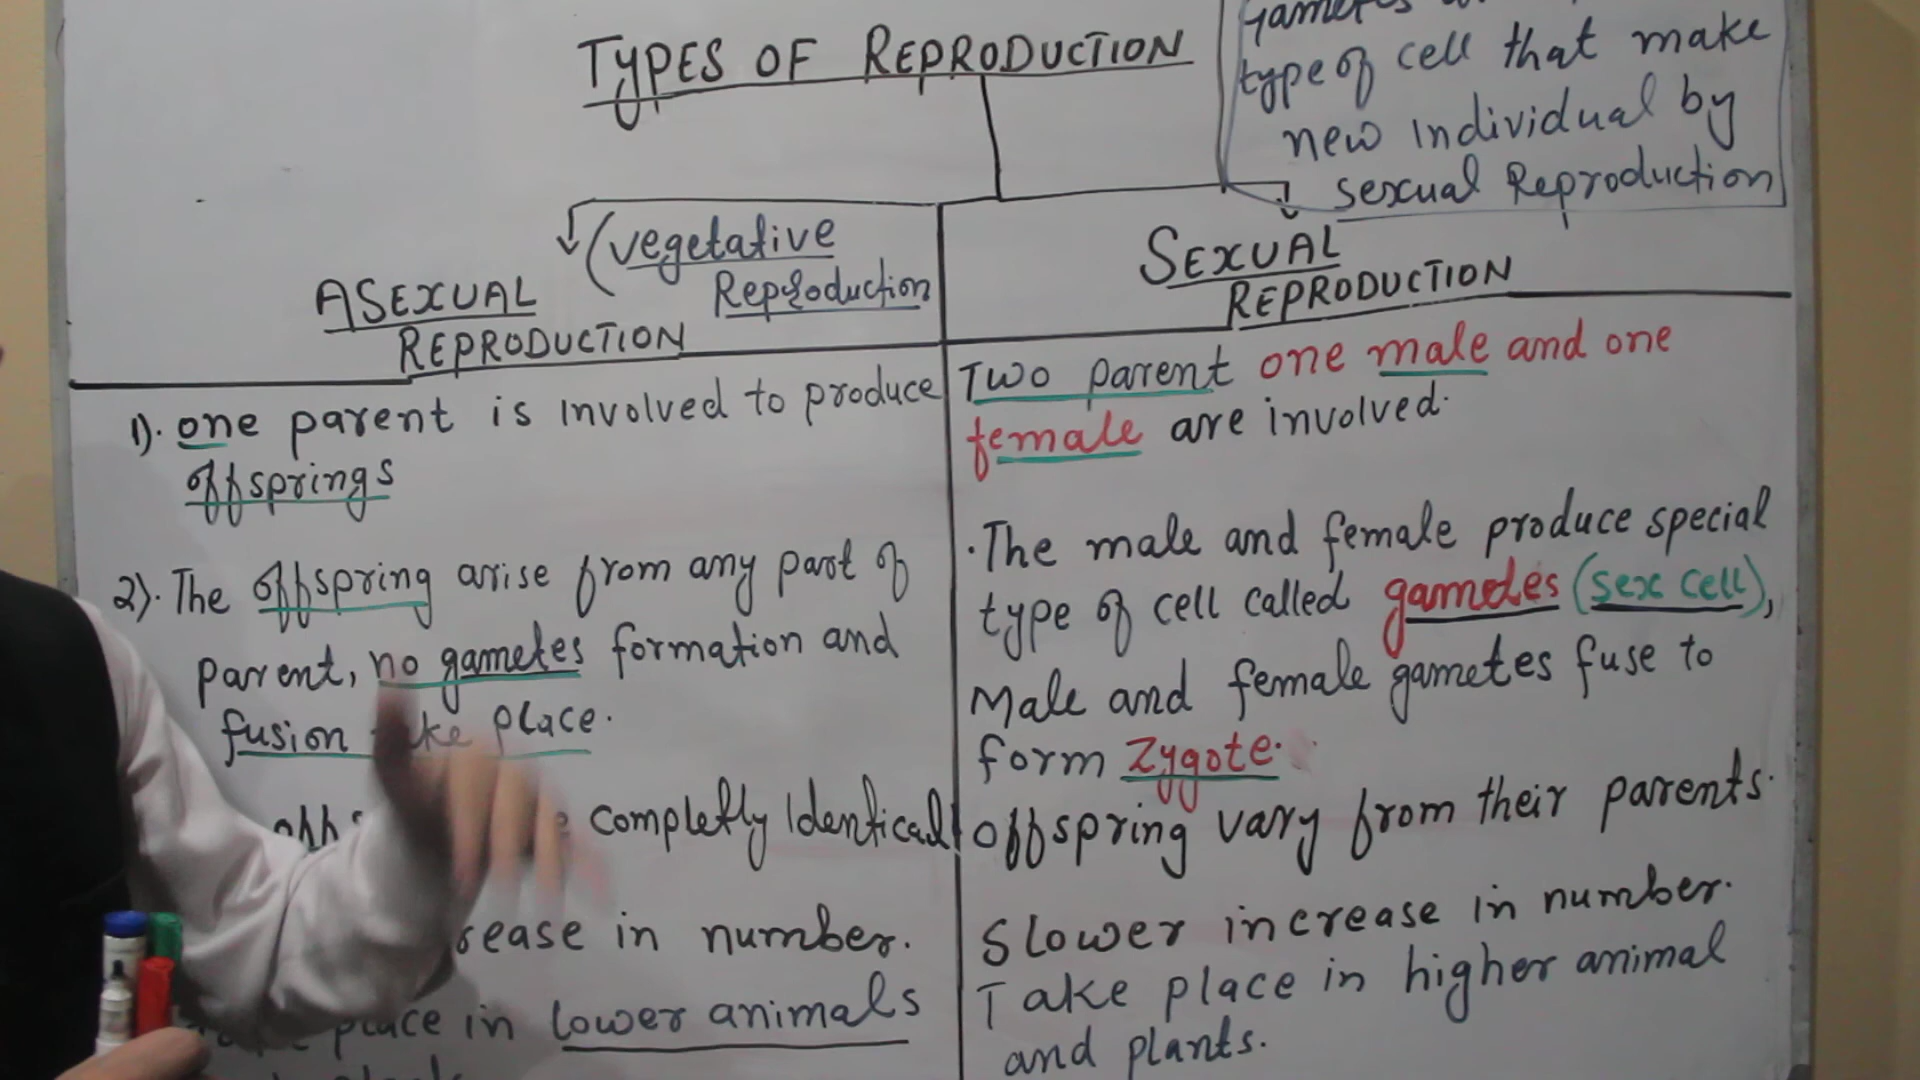 TYPES OF REPRODUCTION
type of cell that make
new individual by
sexual Reproduction
(vegetative
Reproduction
ASEXUAL
REPRODUCTION
1). one parent is involved to produce
offsprings
2). The offspring arise from any part of
parent, no gametes formation and
fusion place.
completly Identical
in number.
place in lower animals
SEXUAL
REPRODUCTION
Two parent one male and one
female are involved.
. The male and female produce special
type of cell called gametes (sex cell),
Male and female gametes fuse to
form Zygote.
offspring vary from their parents.
Slower increase in number.
Take place in higher animal
and plants.